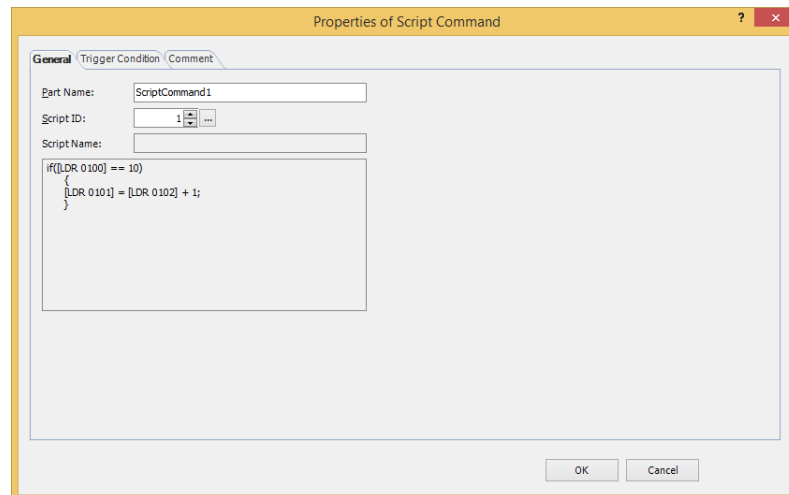 Properties of Script Command ? ×
General Trigger Condition Comment
Part Name: ScriptCommand1
Script ID: 1 ...
Script Name:
if([LDR 0100] == 10)
{
[LDR 0101] = [LDR 0102] + 1;
}
OK Cancel